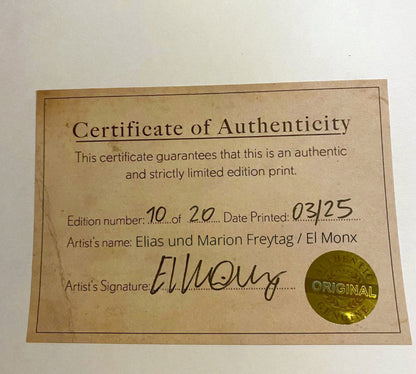 Certificate of Authenticity
This certificate guarantees that this is an authentic
and strictly limited edition print.
Edition number: 10 of 20 Date Printed: 03/25
Artist's name: Elias und Marion Freytag / El Monx
Artist's Signature: El Monx
ORIGINAL